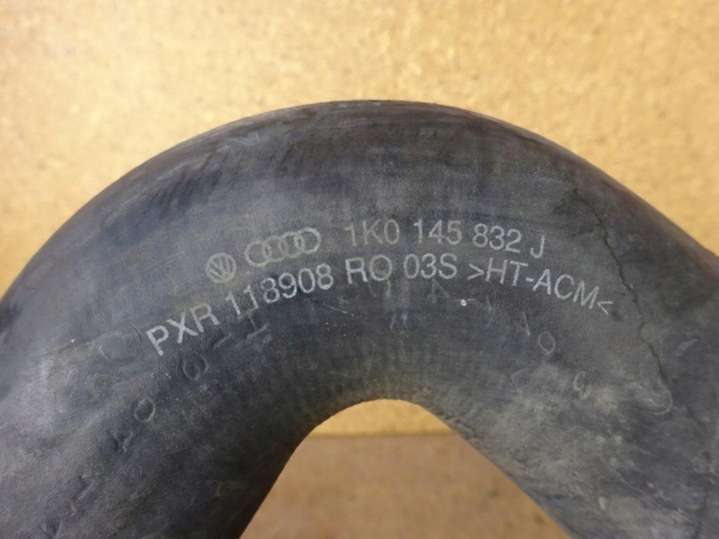 1K0 145 832 J
PXR 118908 RO 03S >HT-ACM<